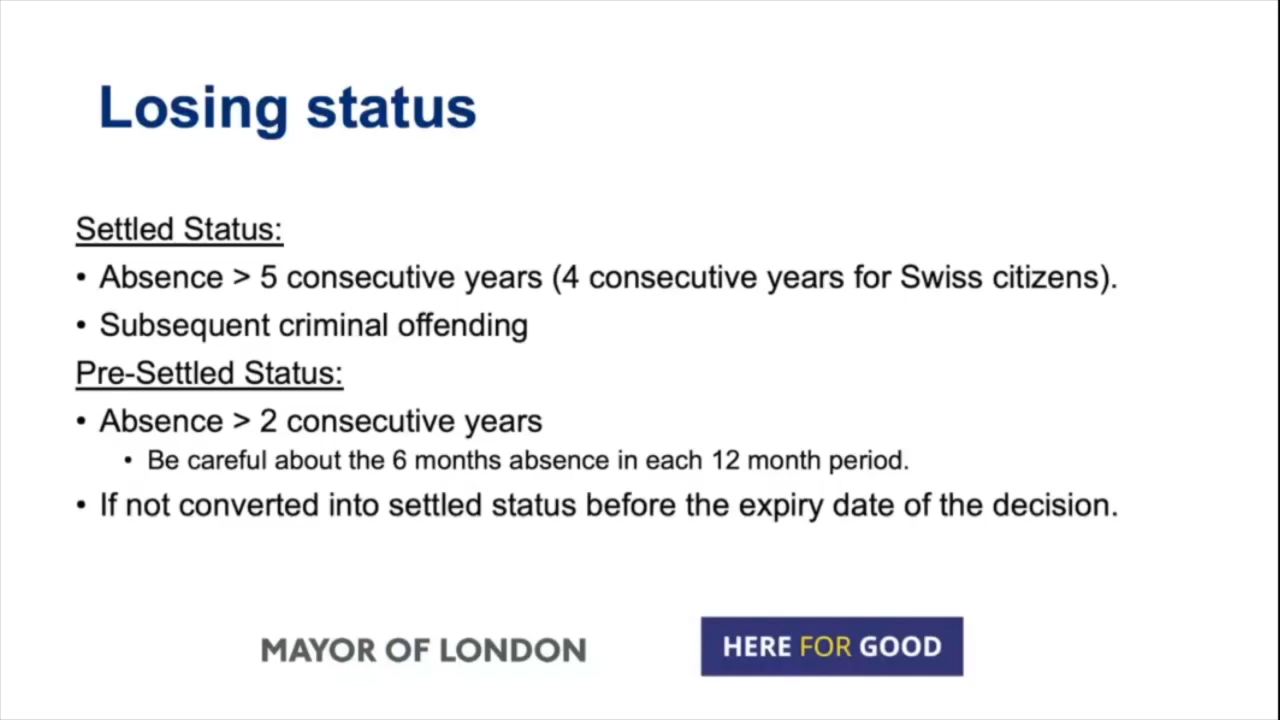 Losing status
Settled Status:
• Absence > 5 consecutive years (4 consecutive years for Swiss citizens).
• Subsequent criminal offending
Pre-Settled Status:
• Absence > 2 consecutive years
• Be careful about the 6 months absence in each 12 month period.
• If not converted into settled status before the expiry date of the decision.
MAYOR OF LONDON
HERE FOR GOOD